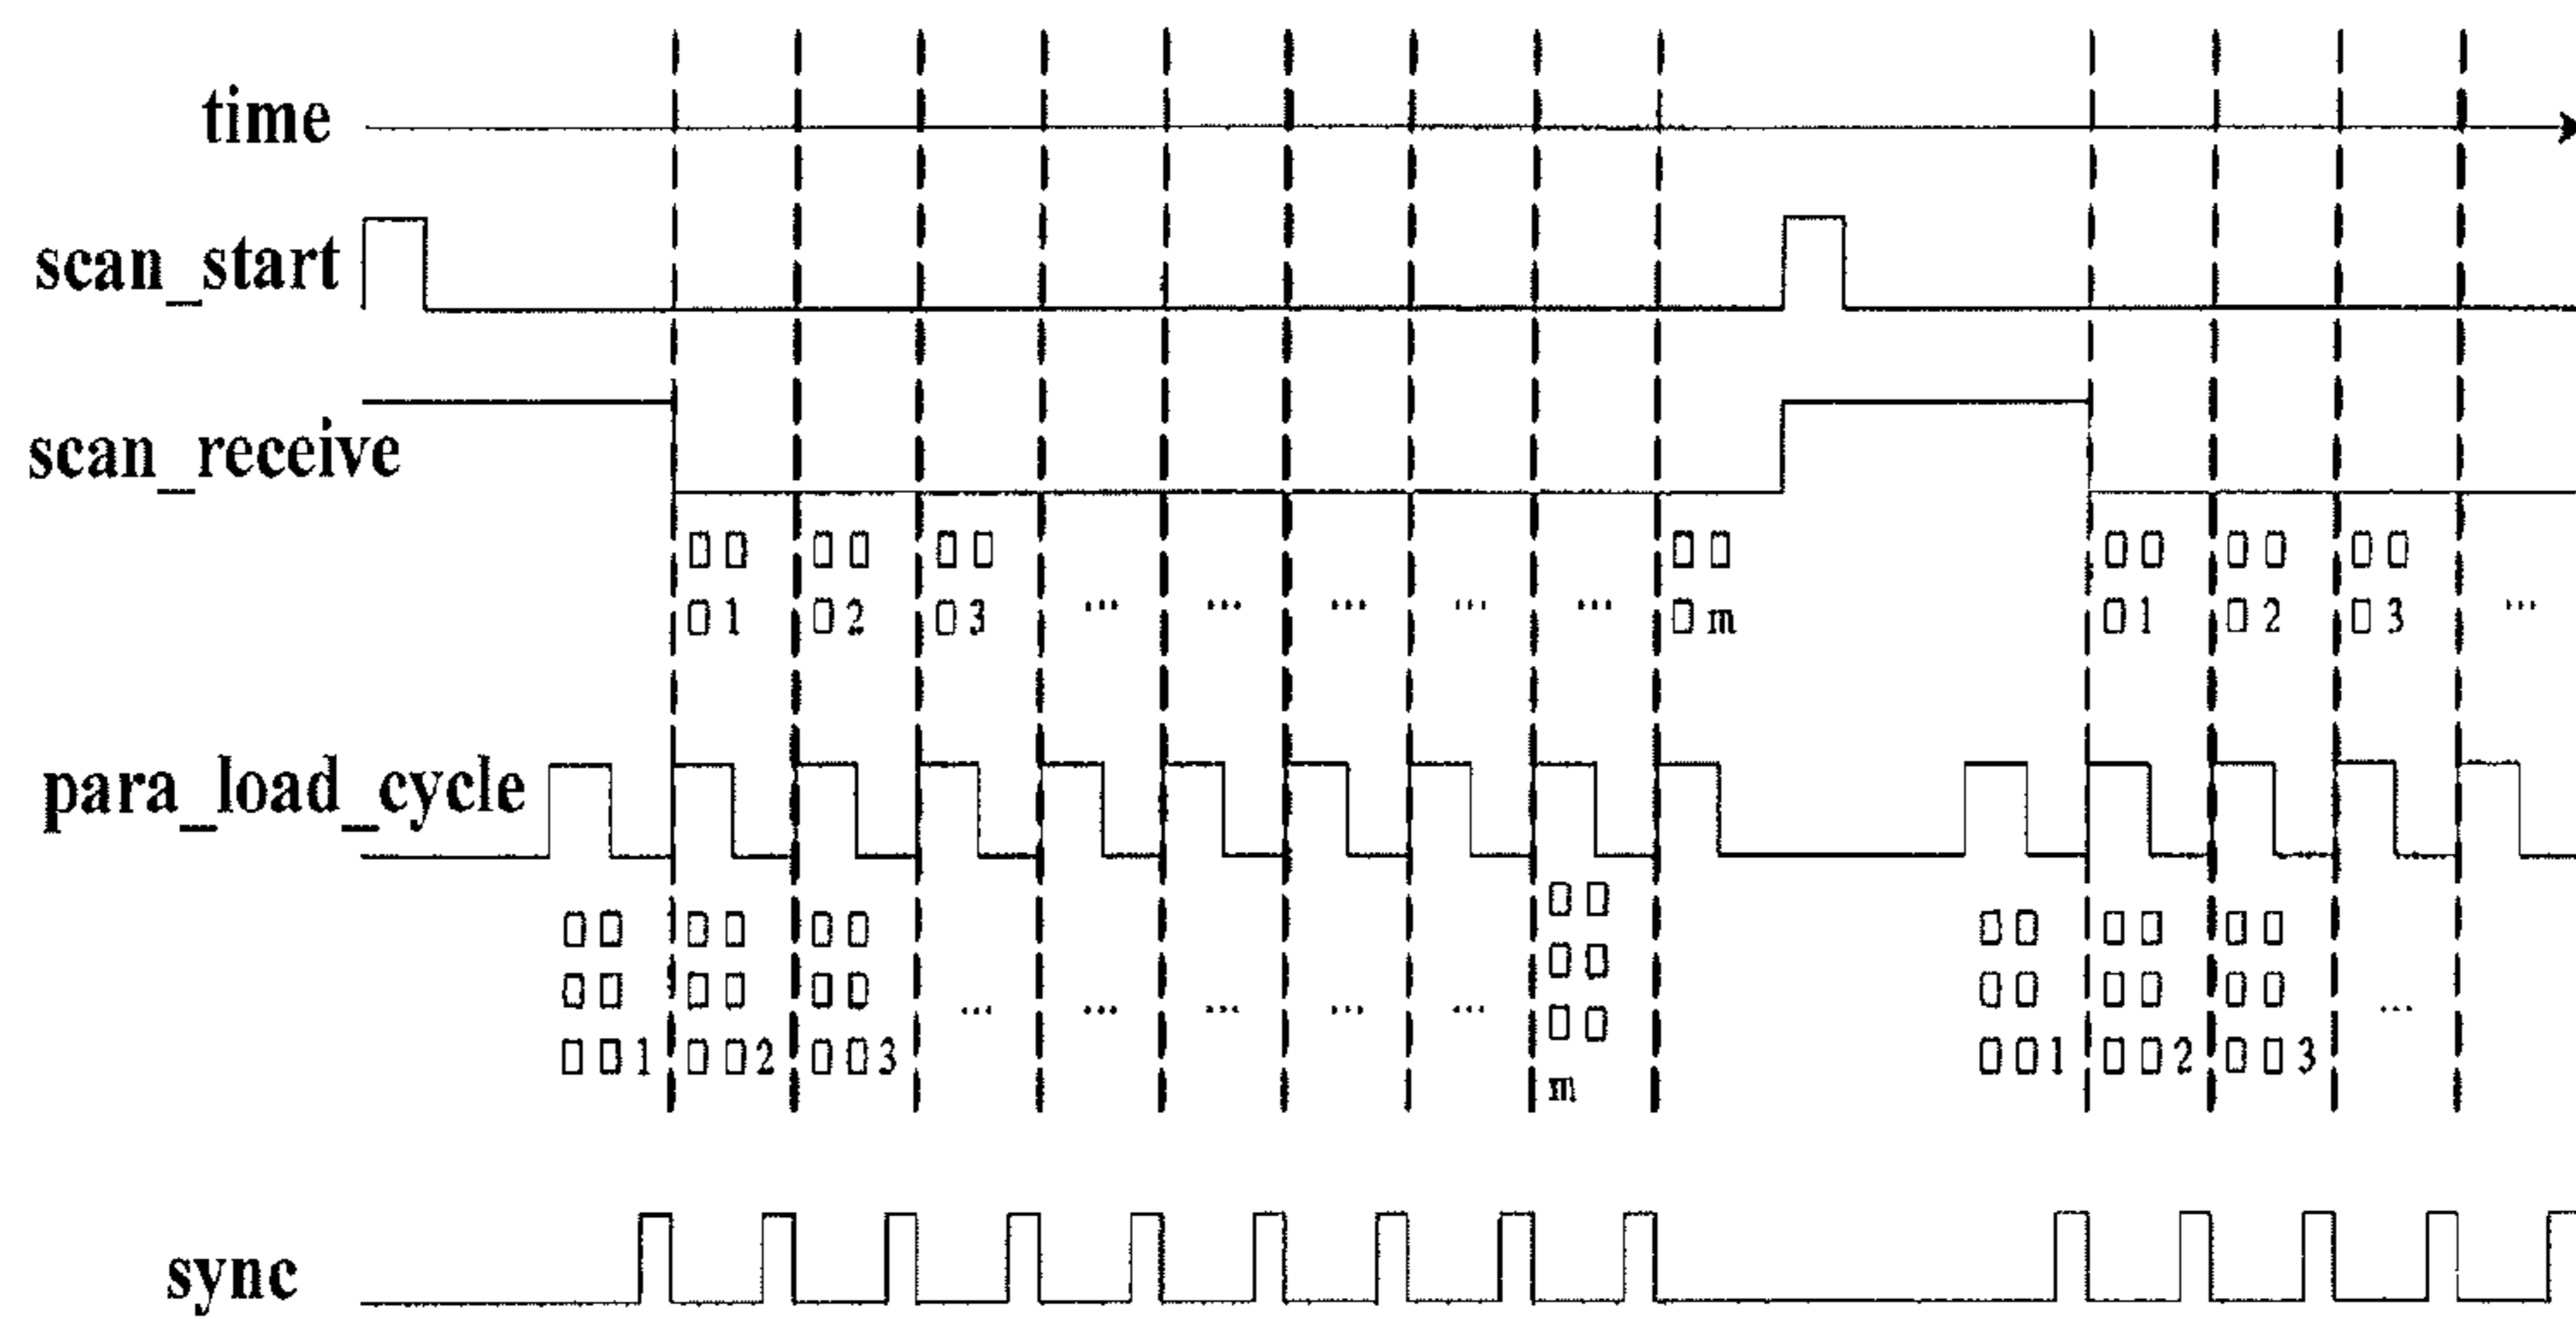 time
scan_start
scan_receive
□□ □□ □□ □□ □□ □□ □□
□1 □2 □3 ... ... ... ... ... □m □1 □2 □3 ...
para_load_cycle
□□
□□ □□ □□ □□ □□ □□ □□
□□ □□ □□ □□ □□ □□ □□
□□1 □□2 □□3 ... ... ... ... ... □□ □□1 □□2 □□3 ...
m
sync